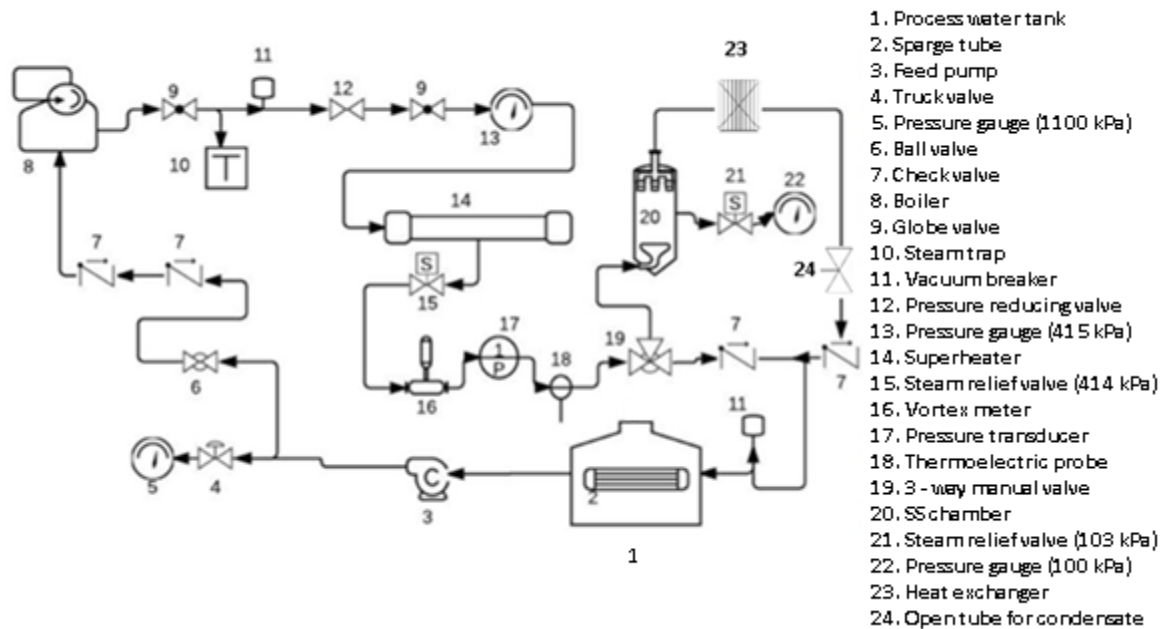 23
11
9
12
9
13
10
8
14
21
22
20
24
7
7
15
17
19
7
18
7
6
16
11
5
4
3
2
1
T
S
S
1
P
C
1. Process water tank
2. Sparge tube
3. Feed pump
4. Truck valve
5. Pressure gauge (1100 kPa)
6. Ball valve
7. Check valve
8. Boiler
9. Globe valve
10. Steam trap
11. Vacuum breaker
12. Pressure reducing valve
13. Pressure gauge (415 kPa)
14. Superheater
15. Steam relief valve (414 kPa)
16. Vortex meter
17. Pressure transducer
18. Thermoelectric probe
19. 3 - way manual valve
20. SS chamber
21. Steam relief valve (103 kPa)
22. Pressure gauge (100 kPa)
23. Heat exchanger
24. Open tube for condensate